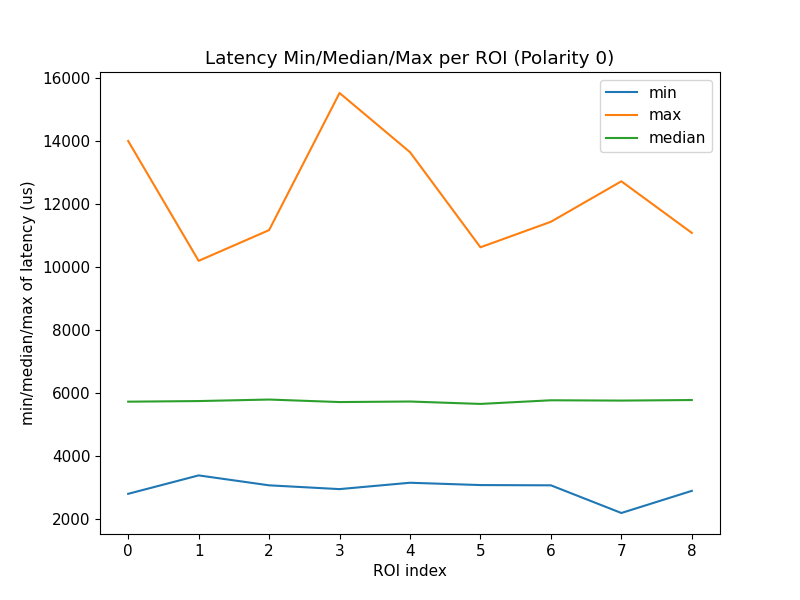 Latency Min/Median/Max per ROI (Polarity 0)
min
max
median
16000
14000
12000
10000
8000
6000
4000
2000
min/median/max of latency (us)
0 1 2 3 4 5 6 7 8
ROI index